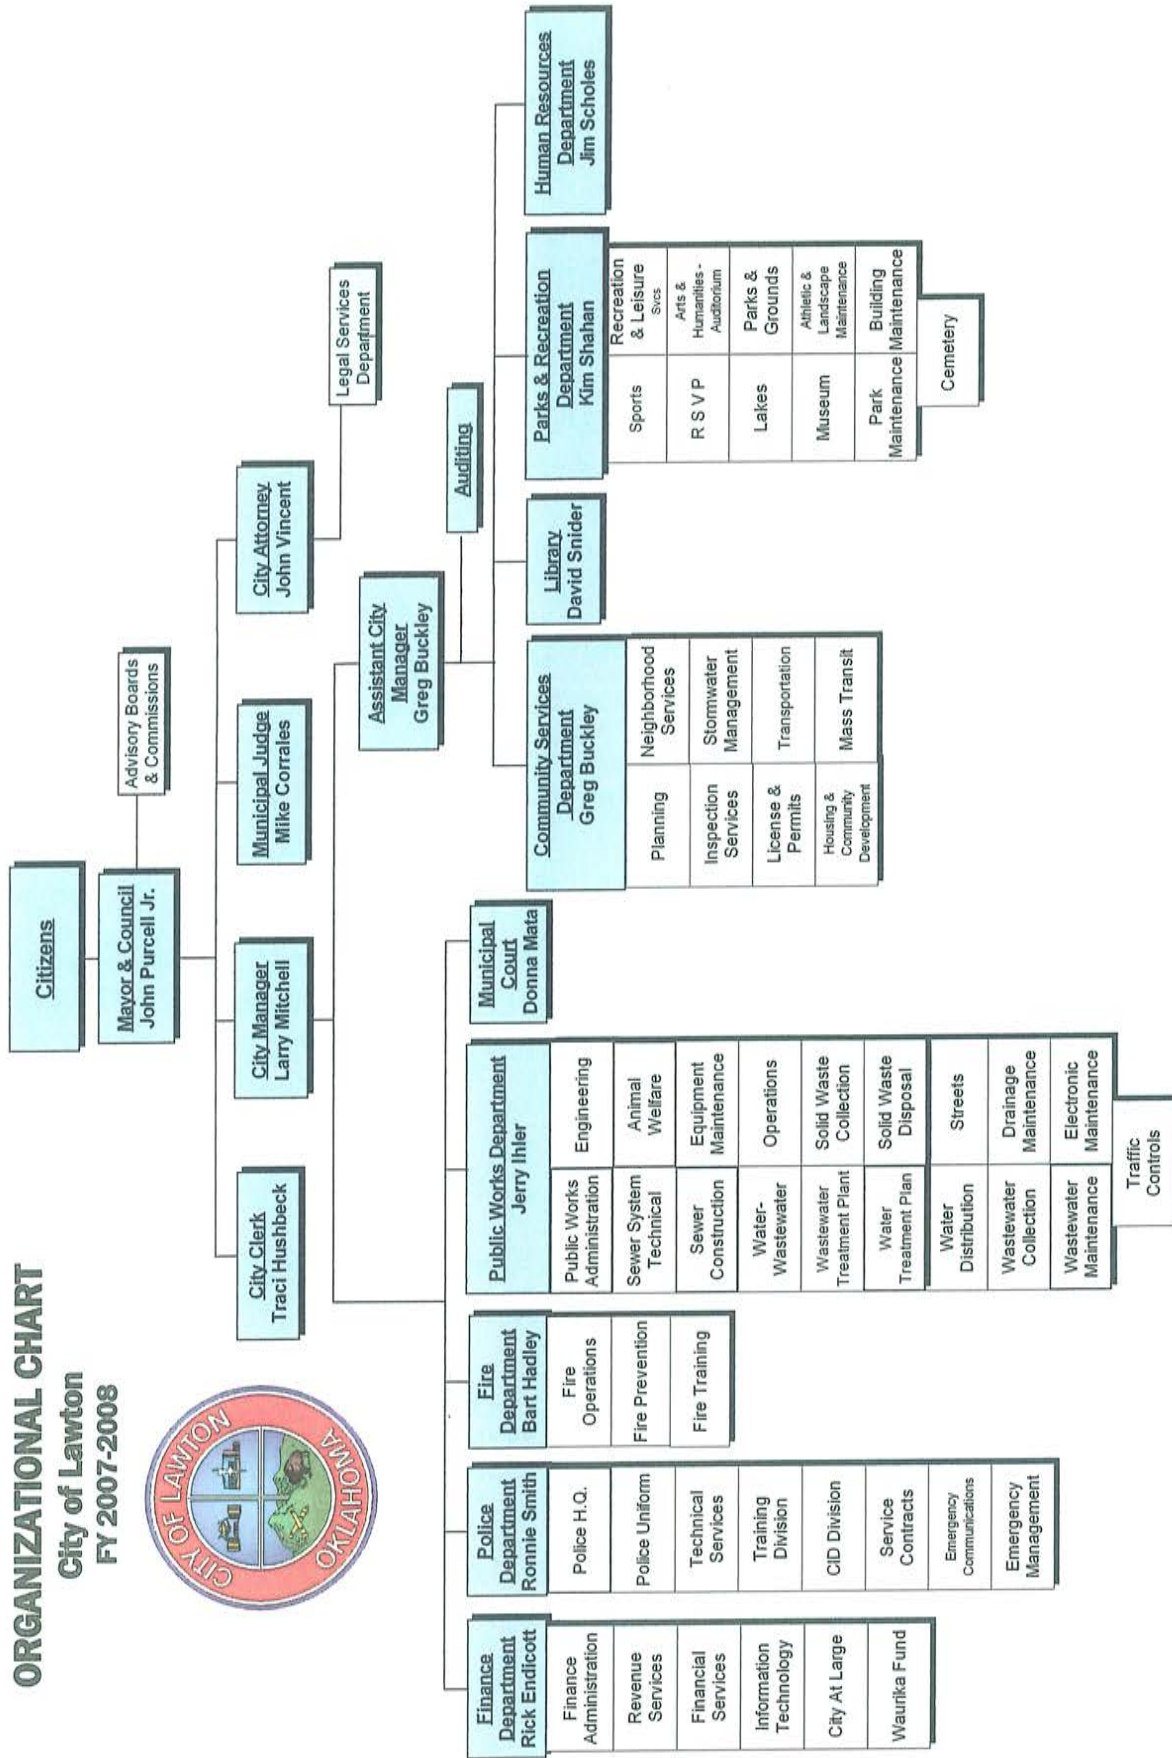 ORGANIZATIONAL CHART
City of Lawton
FY 2007-2008
CITY OF LAWTON
OKLAHOMA
Citizens
Mayor & Council
John Purcell Jr.
Advisory Boards
& Commissions
City Clerk
Traci Hushbeck
City Manager
Larry Mitchell
Municipal Judge
Mike Corrales
City Attorney
John Vincent
Legal Services
Department
Assistant City
Manager
Greg Buckley
Auditing
Finance
Department
Rick Endicott
Finance
Administration
Revenue
Services
Financial
Services
Information
Technology
City At Large
Waurika Fund
Police
Department
Ronnie Smith
Police H.Q.
Police Uniform
Technical
Services
Training
Division
CID Division
Service
Contracts
Emergency
Communications
Emergency
Management
Fire
Department
Bart Hadley
Fire
Operations
Fire Prevention
Fire Training
Public Works Department
Jerry Ihler
Public Works
Administration
Engineering
Sewer System
Technical
Animal
Welfare
Sewer
Construction
Equipment
Maintenance
Water-
Wastewater
Operations
Wastewater
Treatment Plant
Solid Waste
Collection
Water
Treatment Plan
Solid Waste
Disposal
Water
Distribution
Streets
Wastewater
Collection
Drainage
Maintenance
Wastewater
Maintenance
Electronic
Maintenance
Traffic
Controls
Municipal
Court
Donna Mata
Community Services
Department
Greg Buckley
Planning
Neighborhood
Services
Inspection
Services
Stormwater
Management
License &
Permits
Transportation
Housing &
Community
Development
Mass Transit
Library
David Snider
Parks & Recreation
Department
Kim Shahan
Sports
Recreation
& Leisure
Svcs
R S V P
Arts &
Humanities -
Auditorium
Lakes
Parks &
Grounds
Museum
Athletic &
Landscape
Maintenance
Park
Maintenance
Building
Maintenance
Cemetery
Human Resources
Department
Jim Scholes